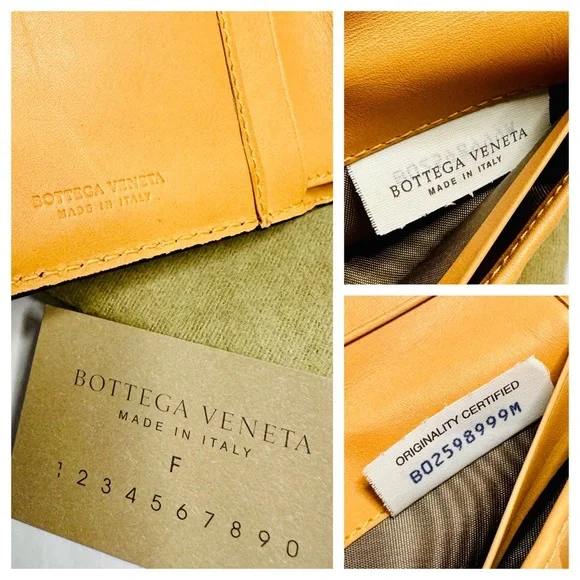 BOTTEGA VENETA
MADE IN ITALY
BOTTEGA VENETA
MADE IN ITALY
F
1 2 3 4 5 6 7 8 9 0
BOTTEGA VENETA
MADE IN ITALY
ORIGINALITY CERTIFIED
B02598999M